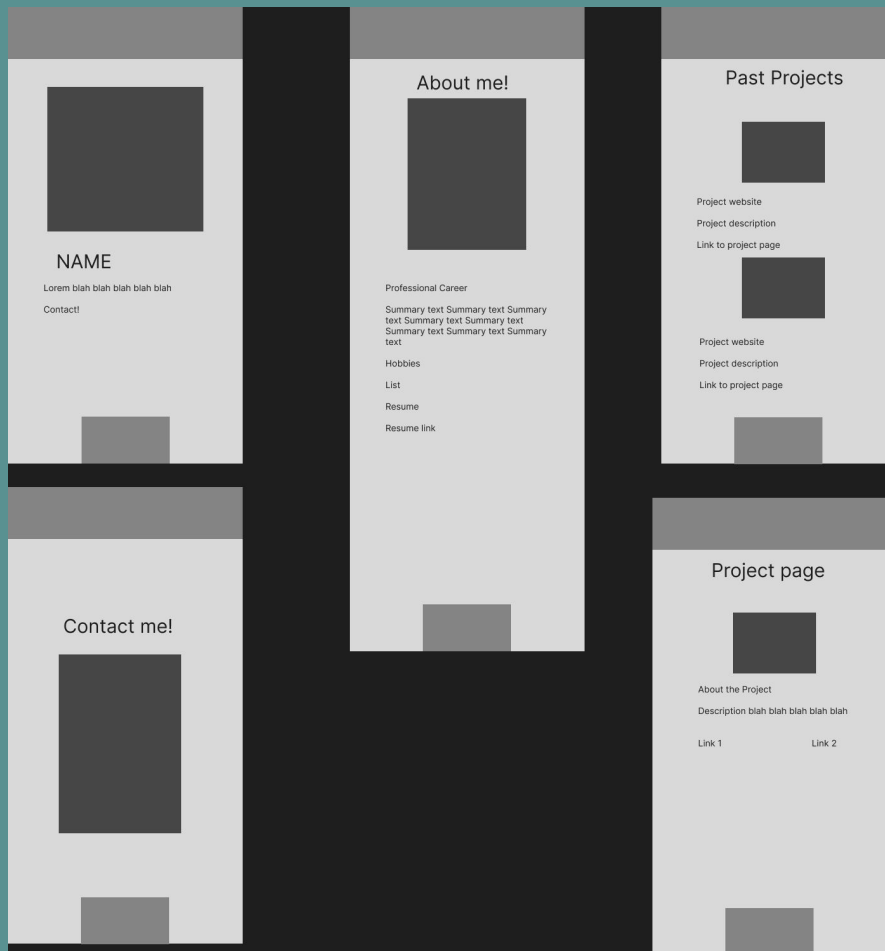 NAME
Lorem blah blah blah blah blah
Contact!
About me!
Professional Career
Summary text Summary text Summary
text Summary text Summary text
Summary text Summary text Summary
text
Hobbies
List
Resume
Resume link
Past Projects
Project website
Project description
Link to project page
Project website
Project description
Link to project page
Contact me!
Project page
About the Project
Description blah blah blah blah blah
Link 1
Link 2